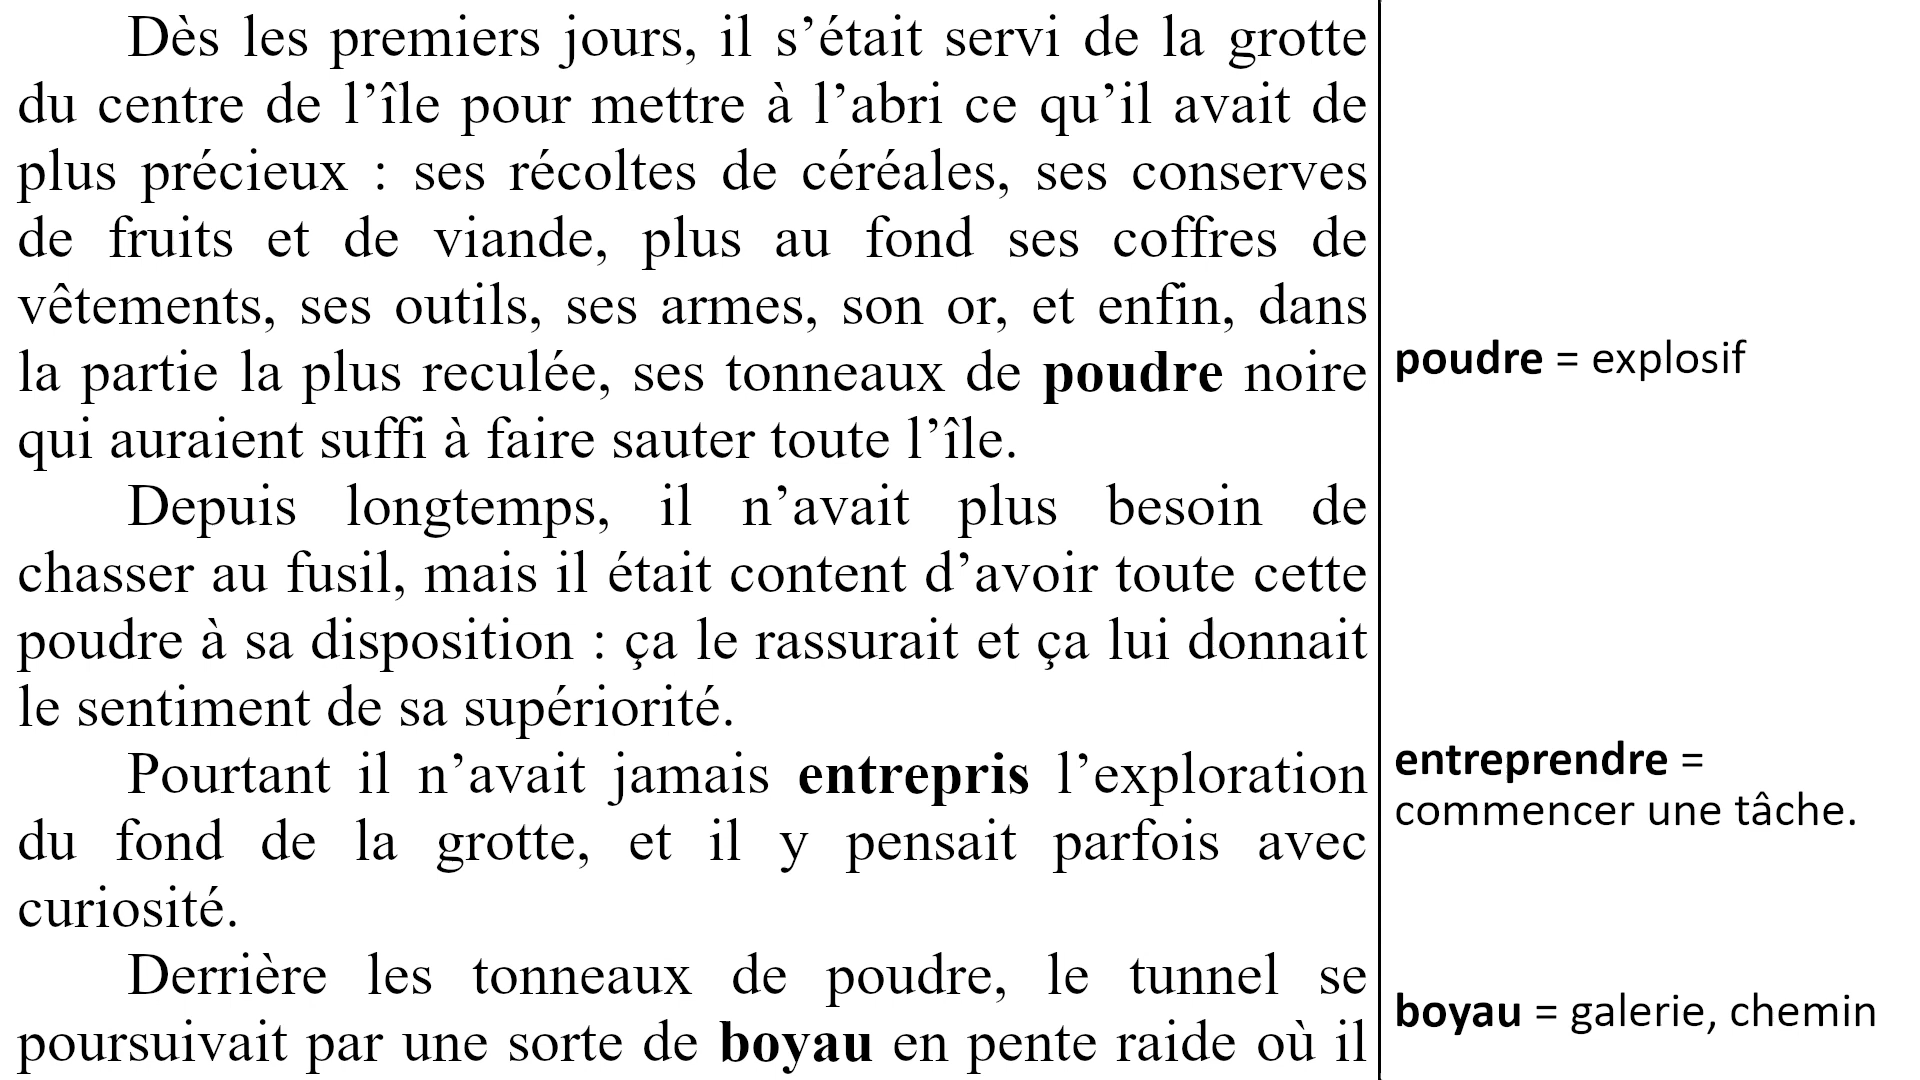 Dès les premiers jours, il s’était servi de la grotte
du centre de l’île pour mettre à l’abri ce qu’il avait de
plus précieux : ses récoltes de céréales, ses conserves
de fruits et de viande, plus au fond ses coffres de
vêtements, ses outils, ses armes, son or, et enfin, dans
la partie la plus reculée, ses tonneaux de poudre noire
qui auraient suffi à faire sauter toute l’île.
Depuis longtemps, il n’avait plus besoin de
chasser au fusil, mais il était content d’avoir toute cette
poudre à sa disposition : ça le rassurait et ça lui donnait
le sentiment de sa supériorité.
Pourtant il n’avait jamais entrepris l’exploration
du fond de la grotte, et il y pensait parfois avec
curiosité.
Derrière les tonneaux de poudre, le tunnel se
poursuivait par une sorte de boyau en pente raide où il
poudre = explosif
entreprendre =
commencer une tâche.
boyau = galerie, chemin